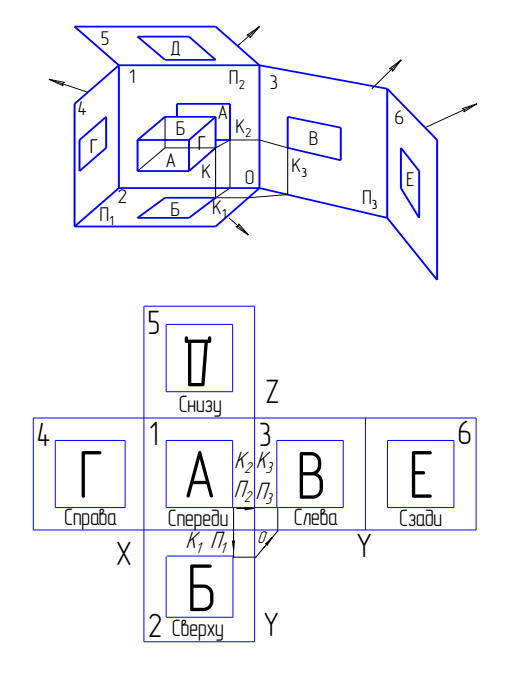 5
Д
1
П₂
3
4
6
А
Б
К₂
Г
Г
В
А
К
К₃
Е
2
О
П₁
Б
К₁
П₃
5
Снизу
Z
4
1
3
6
Г
А
К₂ К₃
В
Е
П₂ П₃
Справа
Спереди
Слева
Сзади
К₁ П₁
О
X
Y
Б
2
Сверху
Y